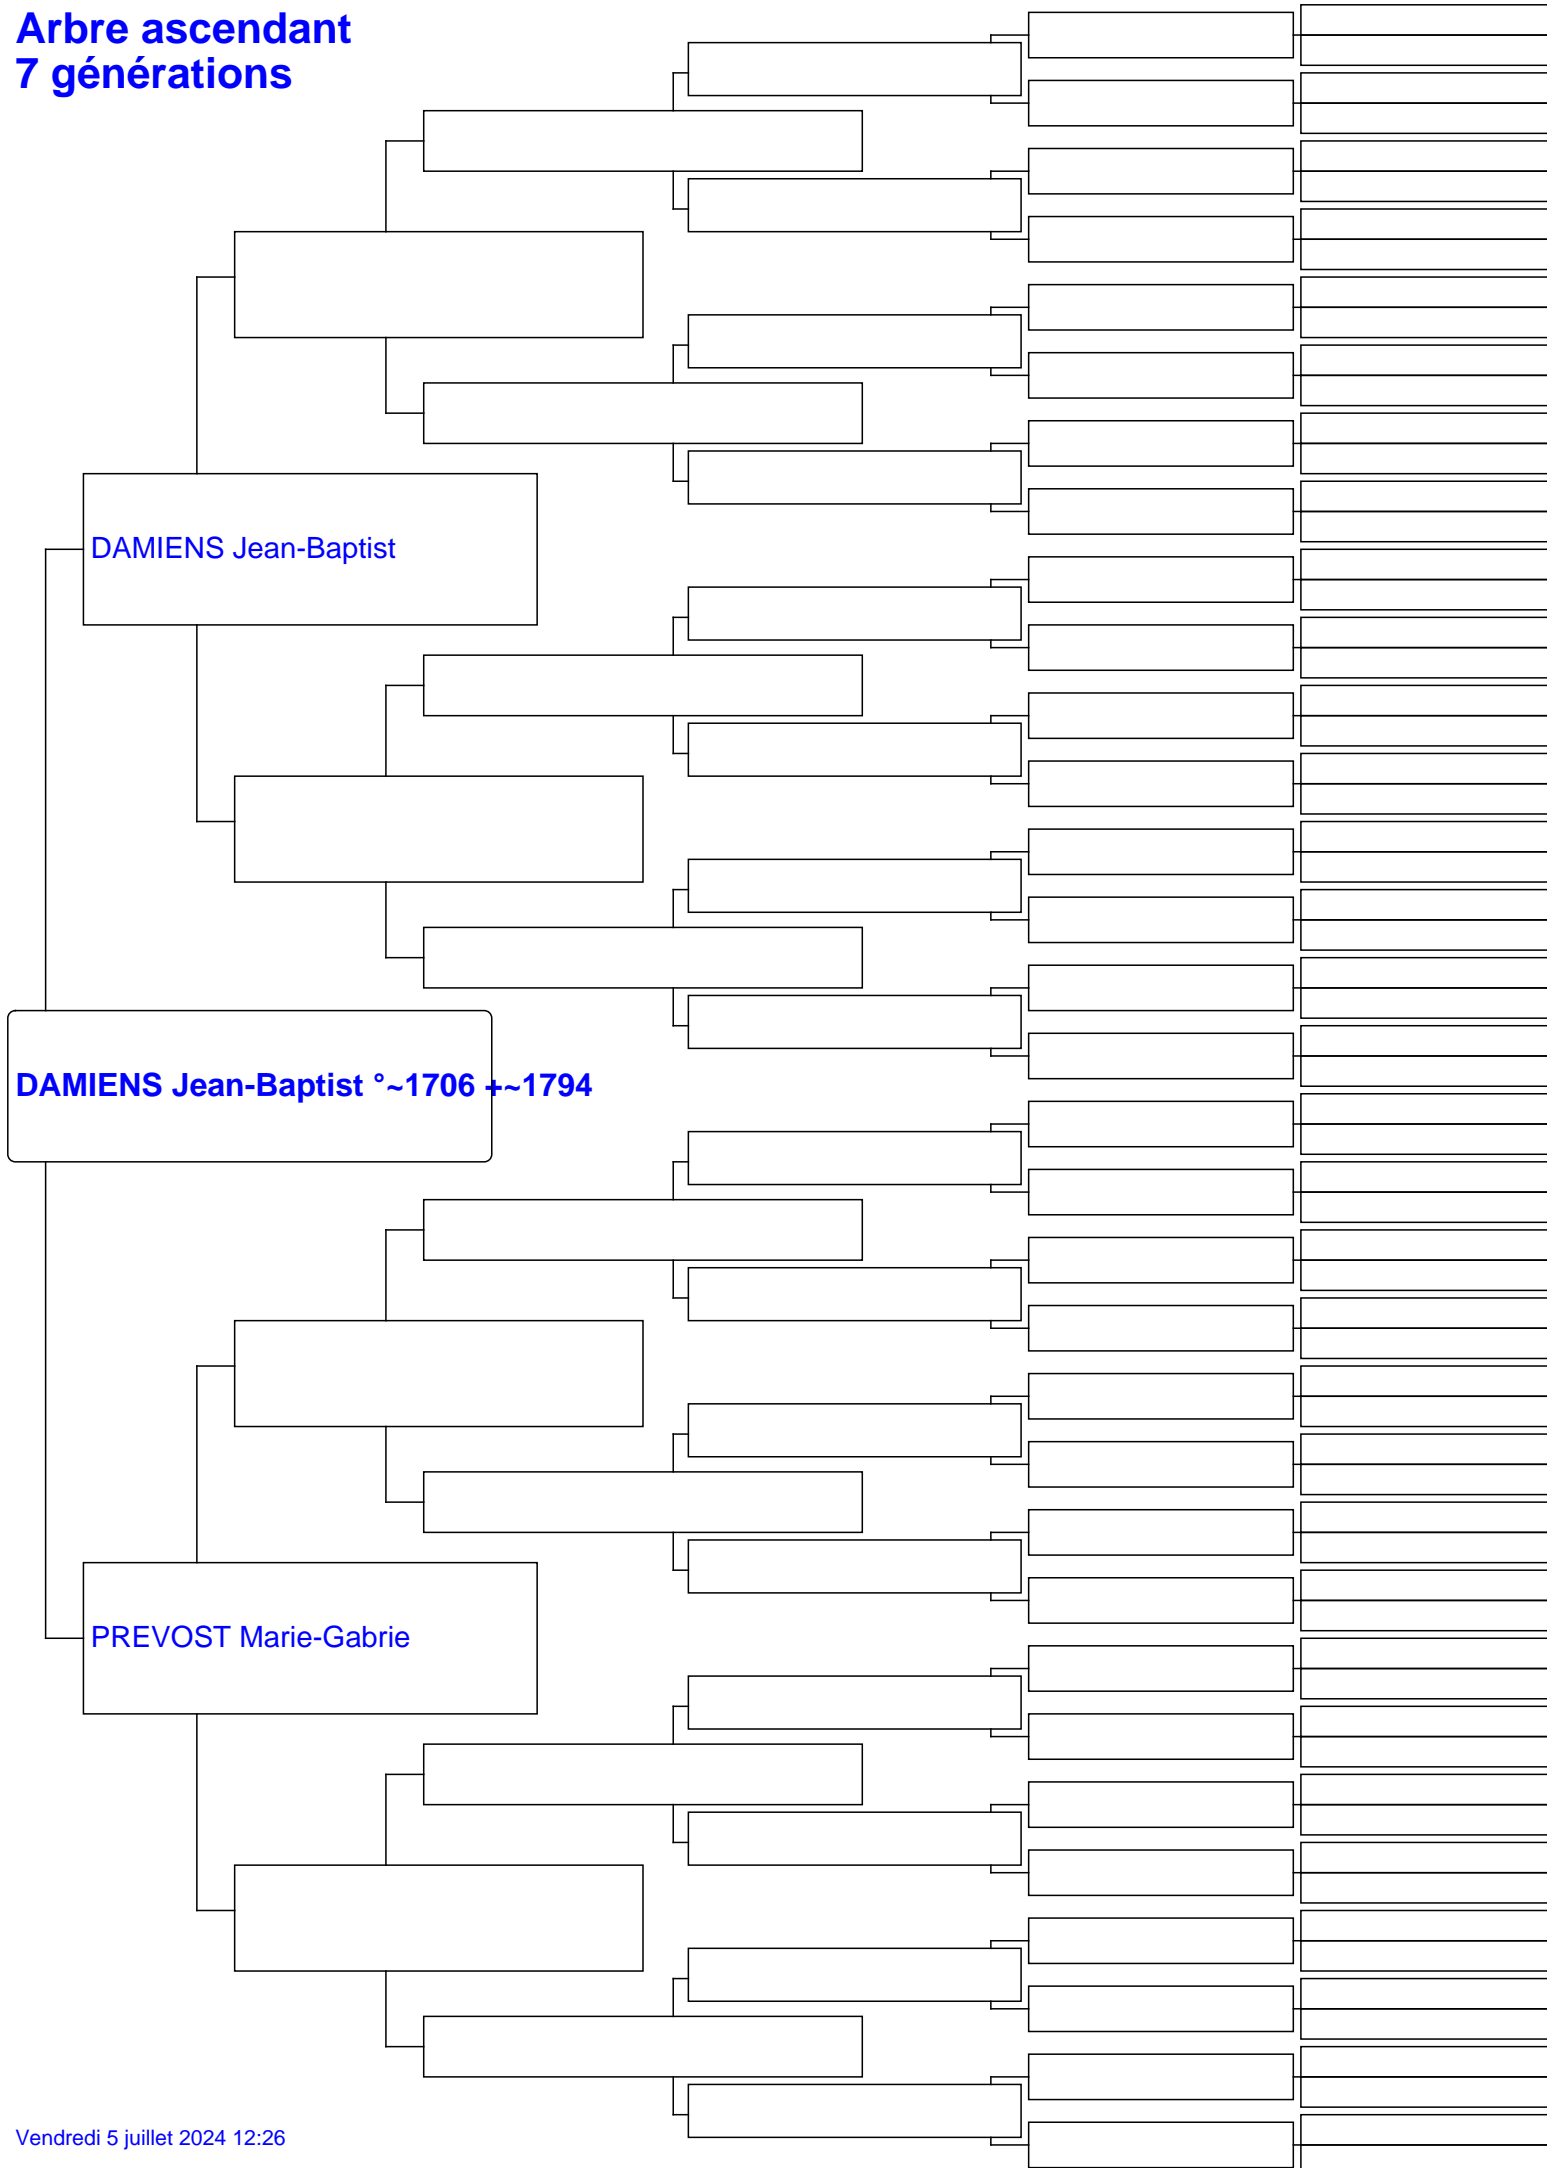 Arbre ascendant
7 générations
DAMIENS Jean-Baptist
DAMIENS Jean-Baptist °~1706 +~1794
PREVOST Marie-Gabrie
Vendredi 5 juillet 2024 12:26